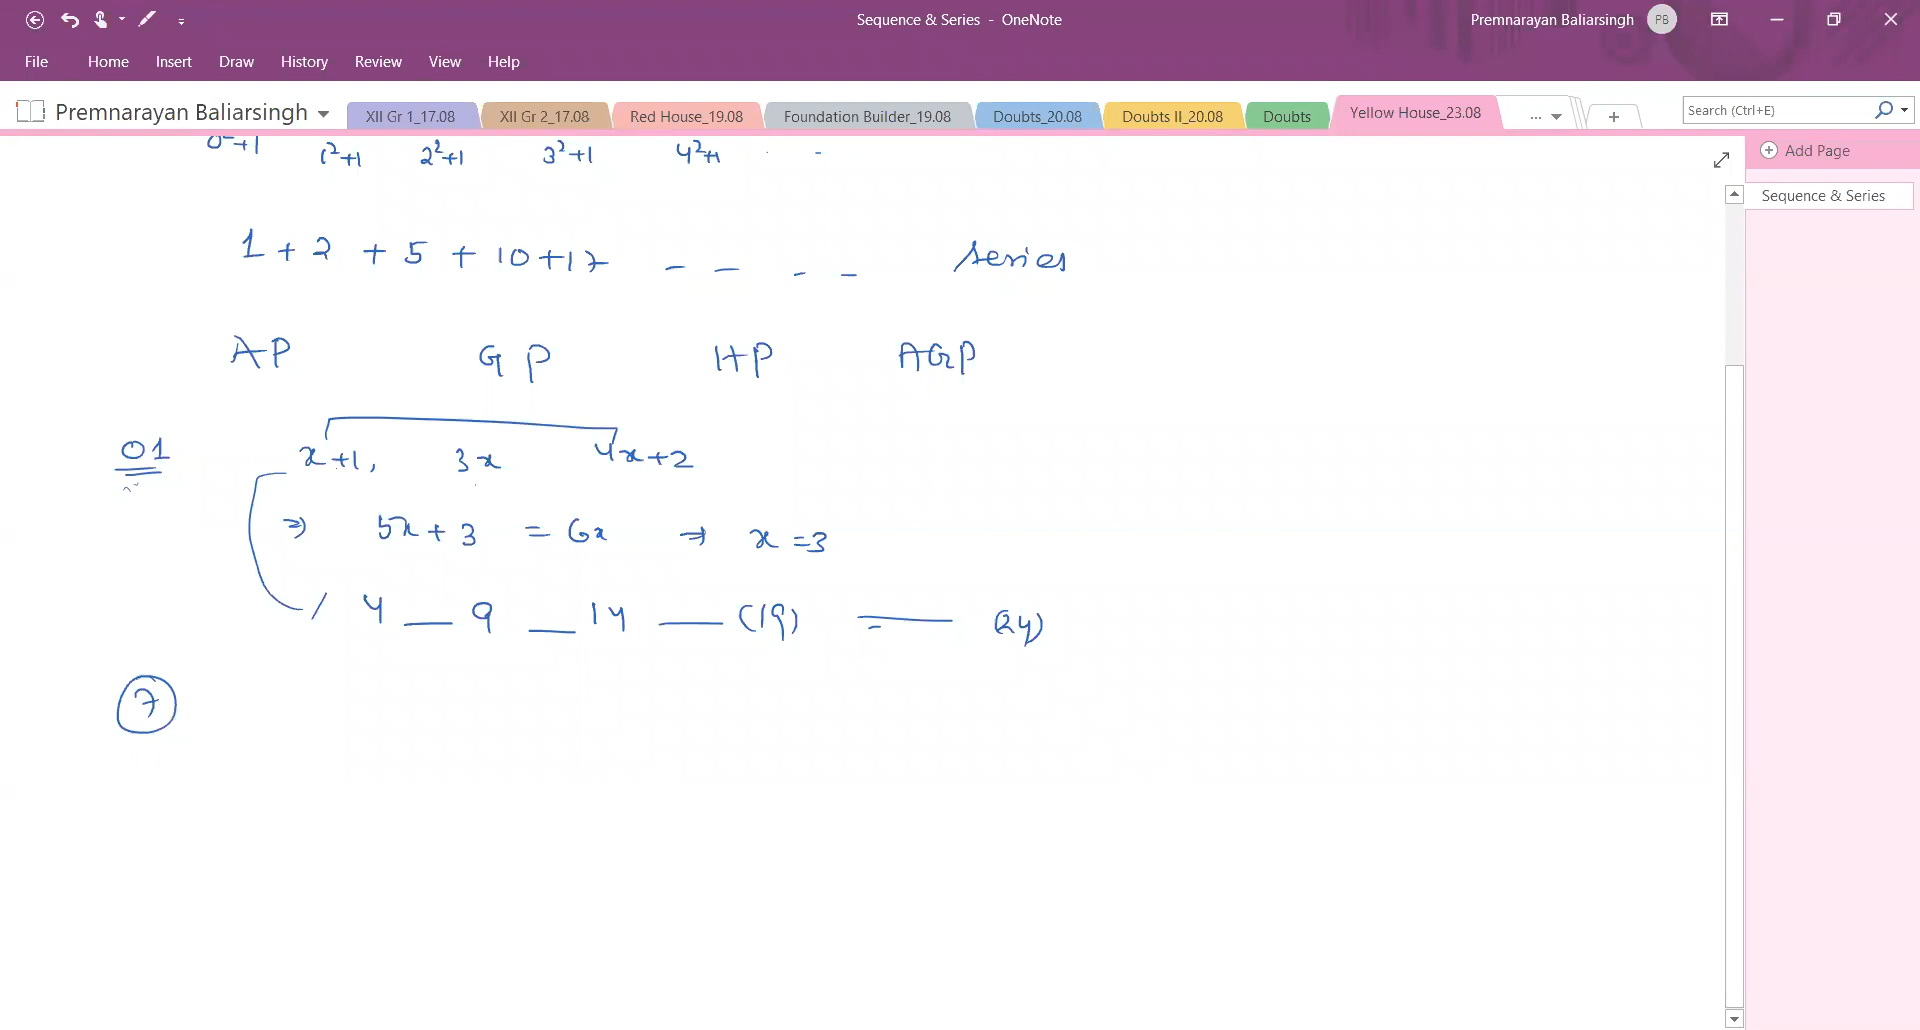 Sequence & Series - OneNote
Premnarayan Baliarsingh PB
File Home Insert Draw History Review View Help
Premnarayan Baliarsingh
XII Gr 1_17.08 XII Gr 2_17.08 Red House_19.08 Foundation Builder_19.08 Doubts_20.08 Doubts II_20.08 Doubts Yellow House_23.08 ... +
Search (Ctrl+E)
Add Page
Sequence & Series
0²+1 1²+1 2²+1 3²+1 4²+1 . -
1 + 2 + 5 + 10 + 17 - - - - series
AP GP HP AGP
01 x+1, 3x 4x+2
⇒ 5x + 3 = 6x ⇒ x = 3
4 __ 9 __ 14 __ (19) __ (24)
7